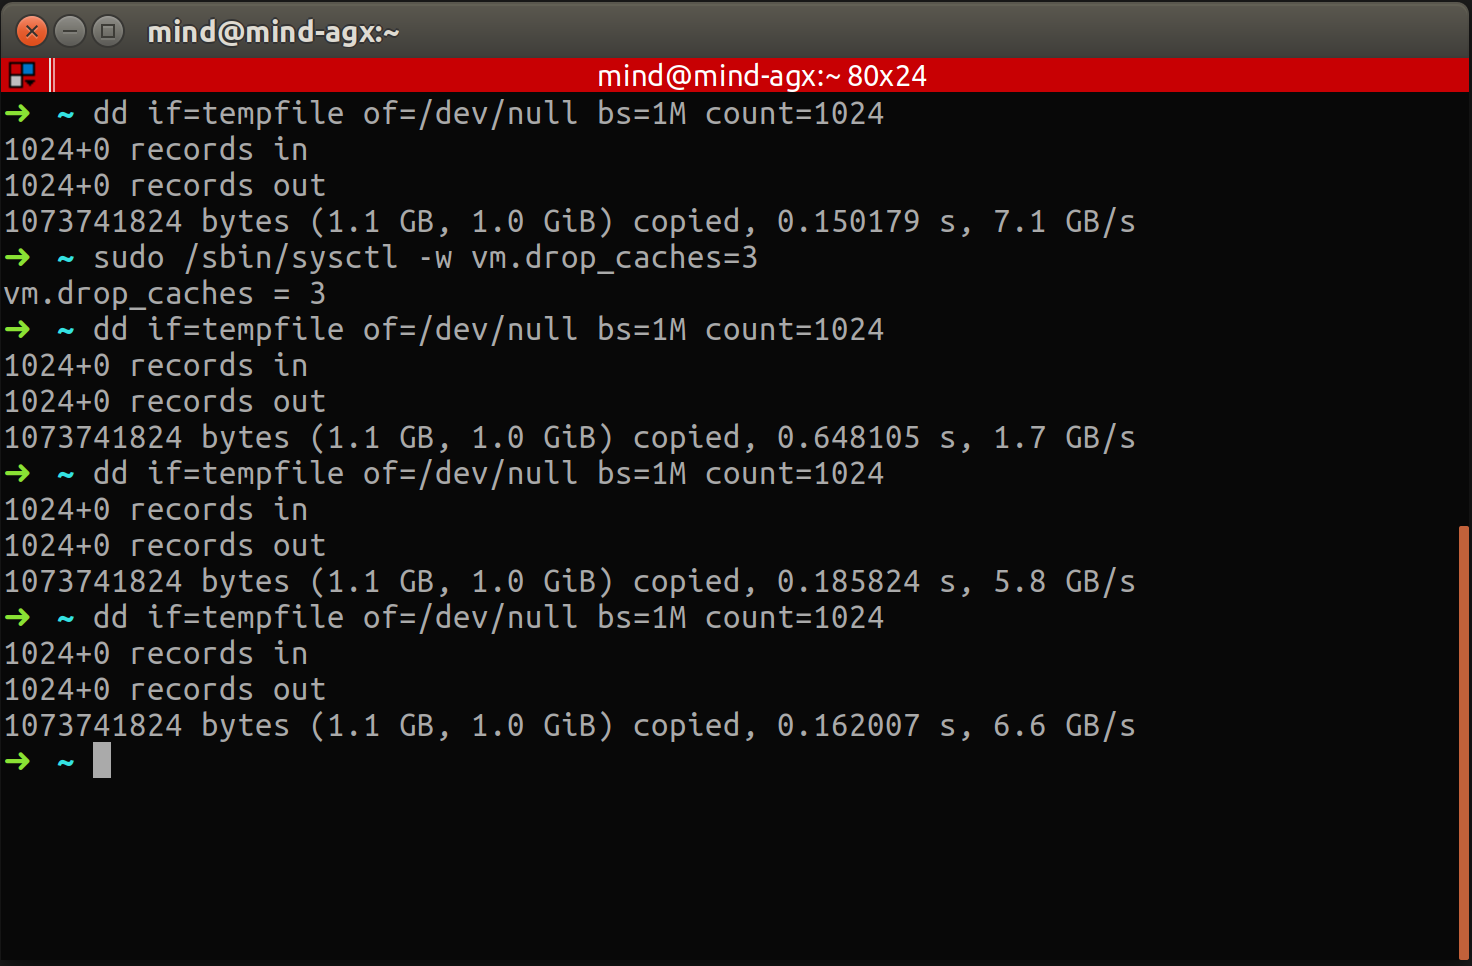 mind@mind-agx:~
mind@mind-agx:~ 80x24
➜ ~ dd if=tempfile of=/dev/null bs=1M count=1024
1024+0 records in
1024+0 records out
1073741824 bytes (1.1 GB, 1.0 GiB) copied, 0.150179 s, 7.1 GB/s
➜ ~ sudo /sbin/sysctl -w vm.drop_caches=3
vm.drop_caches = 3
➜ ~ dd if=tempfile of=/dev/null bs=1M count=1024
1024+0 records in
1024+0 records out
1073741824 bytes (1.1 GB, 1.0 GiB) copied, 0.648105 s, 1.7 GB/s
➜ ~ dd if=tempfile of=/dev/null bs=1M count=1024
1024+0 records in
1024+0 records out
1073741824 bytes (1.1 GB, 1.0 GiB) copied, 0.185824 s, 5.8 GB/s
➜ ~ dd if=tempfile of=/dev/null bs=1M count=1024
1024+0 records in
1024+0 records out
1073741824 bytes (1.1 GB, 1.0 GiB) copied, 0.162007 s, 6.6 GB/s
➜ ~